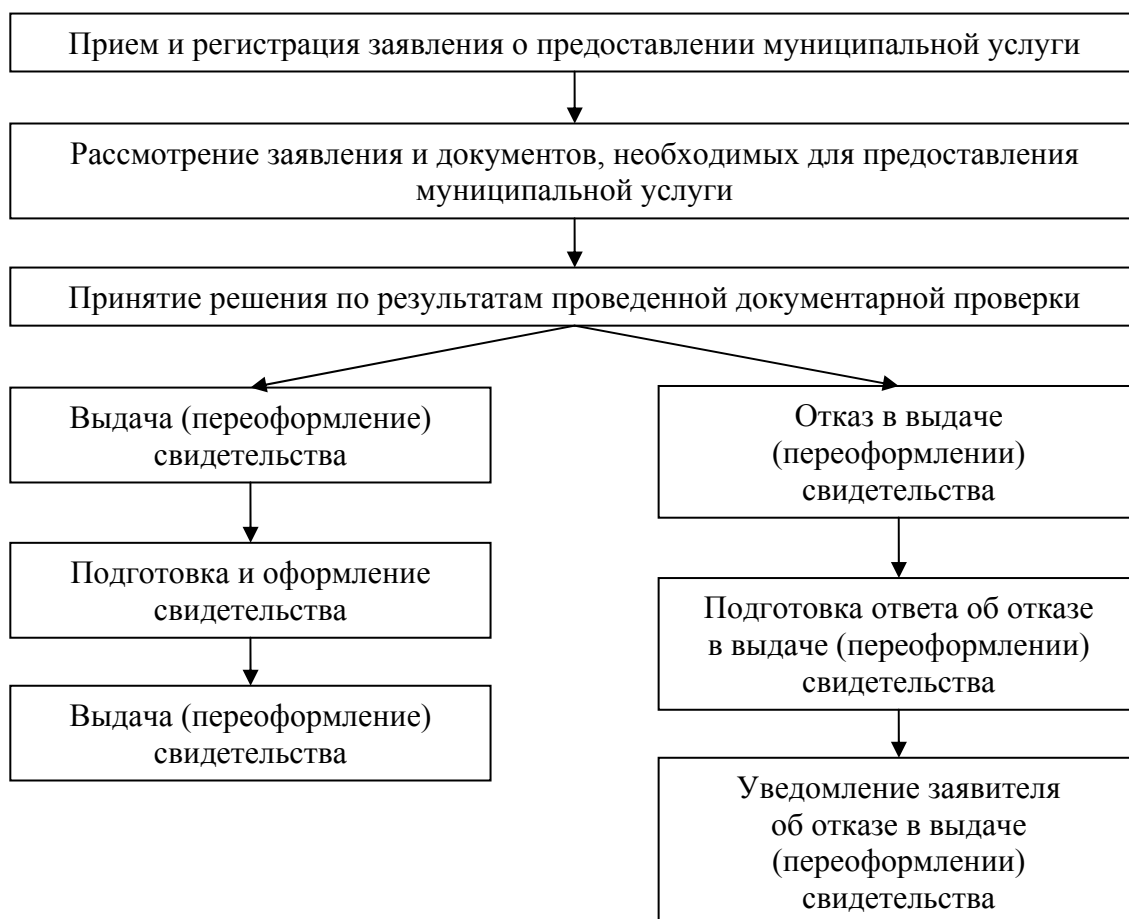 Прием и регистрация заявления о предоставлении муниципальной услуги
Рассмотрение заявления и документов, необходимых для предоставления
муниципальной услуги
Принятие решения по результатам проведенной документарной проверки
Выдача (переоформление)
свидетельства
Подготовка и оформление
свидетельства
Выдача (переоформление)
свидетельства
Отказ в выдаче
(переоформлении)
свидетельства
Подготовка ответа об отказе
в выдаче (переоформлении)
свидетельства
Уведомление заявителя
об отказе в выдаче
(переоформлении)
свидетельства